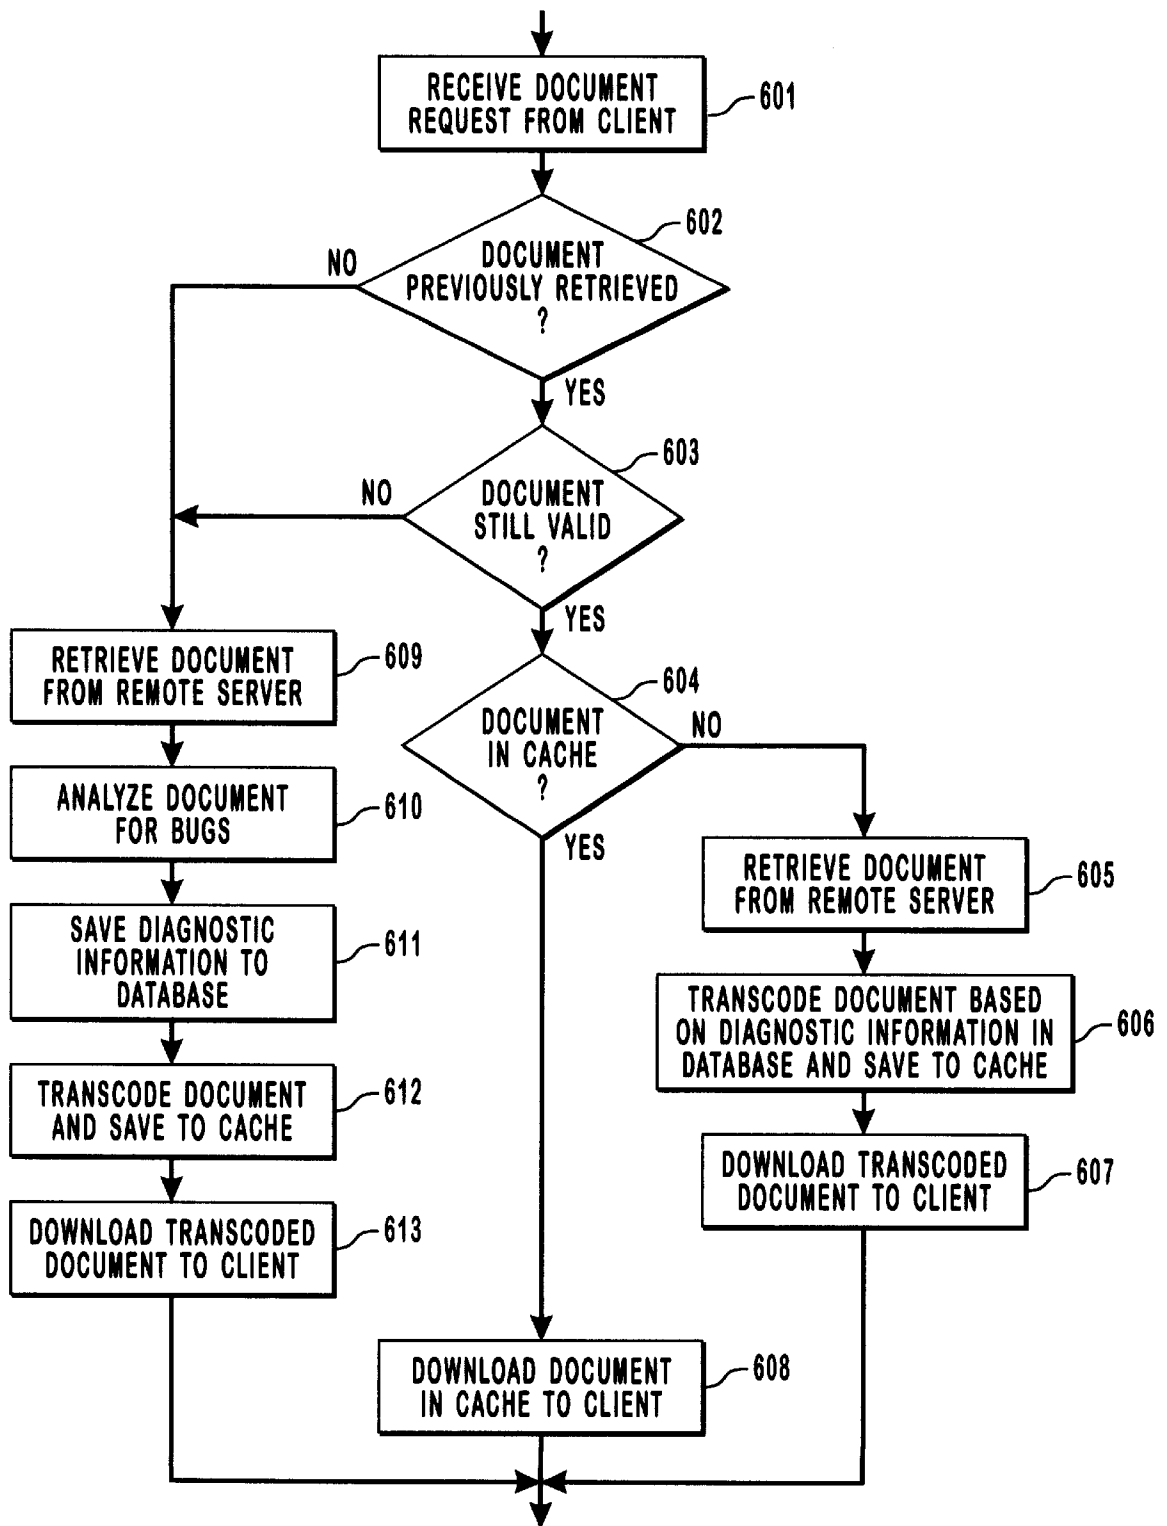 RECEIVE DOCUMENT
REQUEST FROM CLIENT
601
602
DOCUMENT
PREVIOUSLY RETRIEVED
?
NO
YES
603
DOCUMENT
STILL VALID
?
NO
YES
604
DOCUMENT
IN CACHE
?
NO
YES
RETRIEVE DOCUMENT
FROM REMOTE SERVER
609
ANALYZE DOCUMENT
FOR BUGS
610
SAVE DIAGNOSTIC
INFORMATION TO
DATABASE
611
TRANSCODE DOCUMENT
AND SAVE TO CACHE
612
DOWNLOAD TRANSCODED
DOCUMENT TO CLIENT
613
RETRIEVE DOCUMENT
FROM REMOTE SERVER
605
TRANSCODE DOCUMENT BASED
ON DIAGNOSTIC INFORMATION IN
DATABASE AND SAVE TO CACHE
606
DOWNLOAD TRANSCODED
DOCUMENT TO CLIENT
607
DOWNLOAD DOCUMENT
IN CACHE TO CLIENT
608